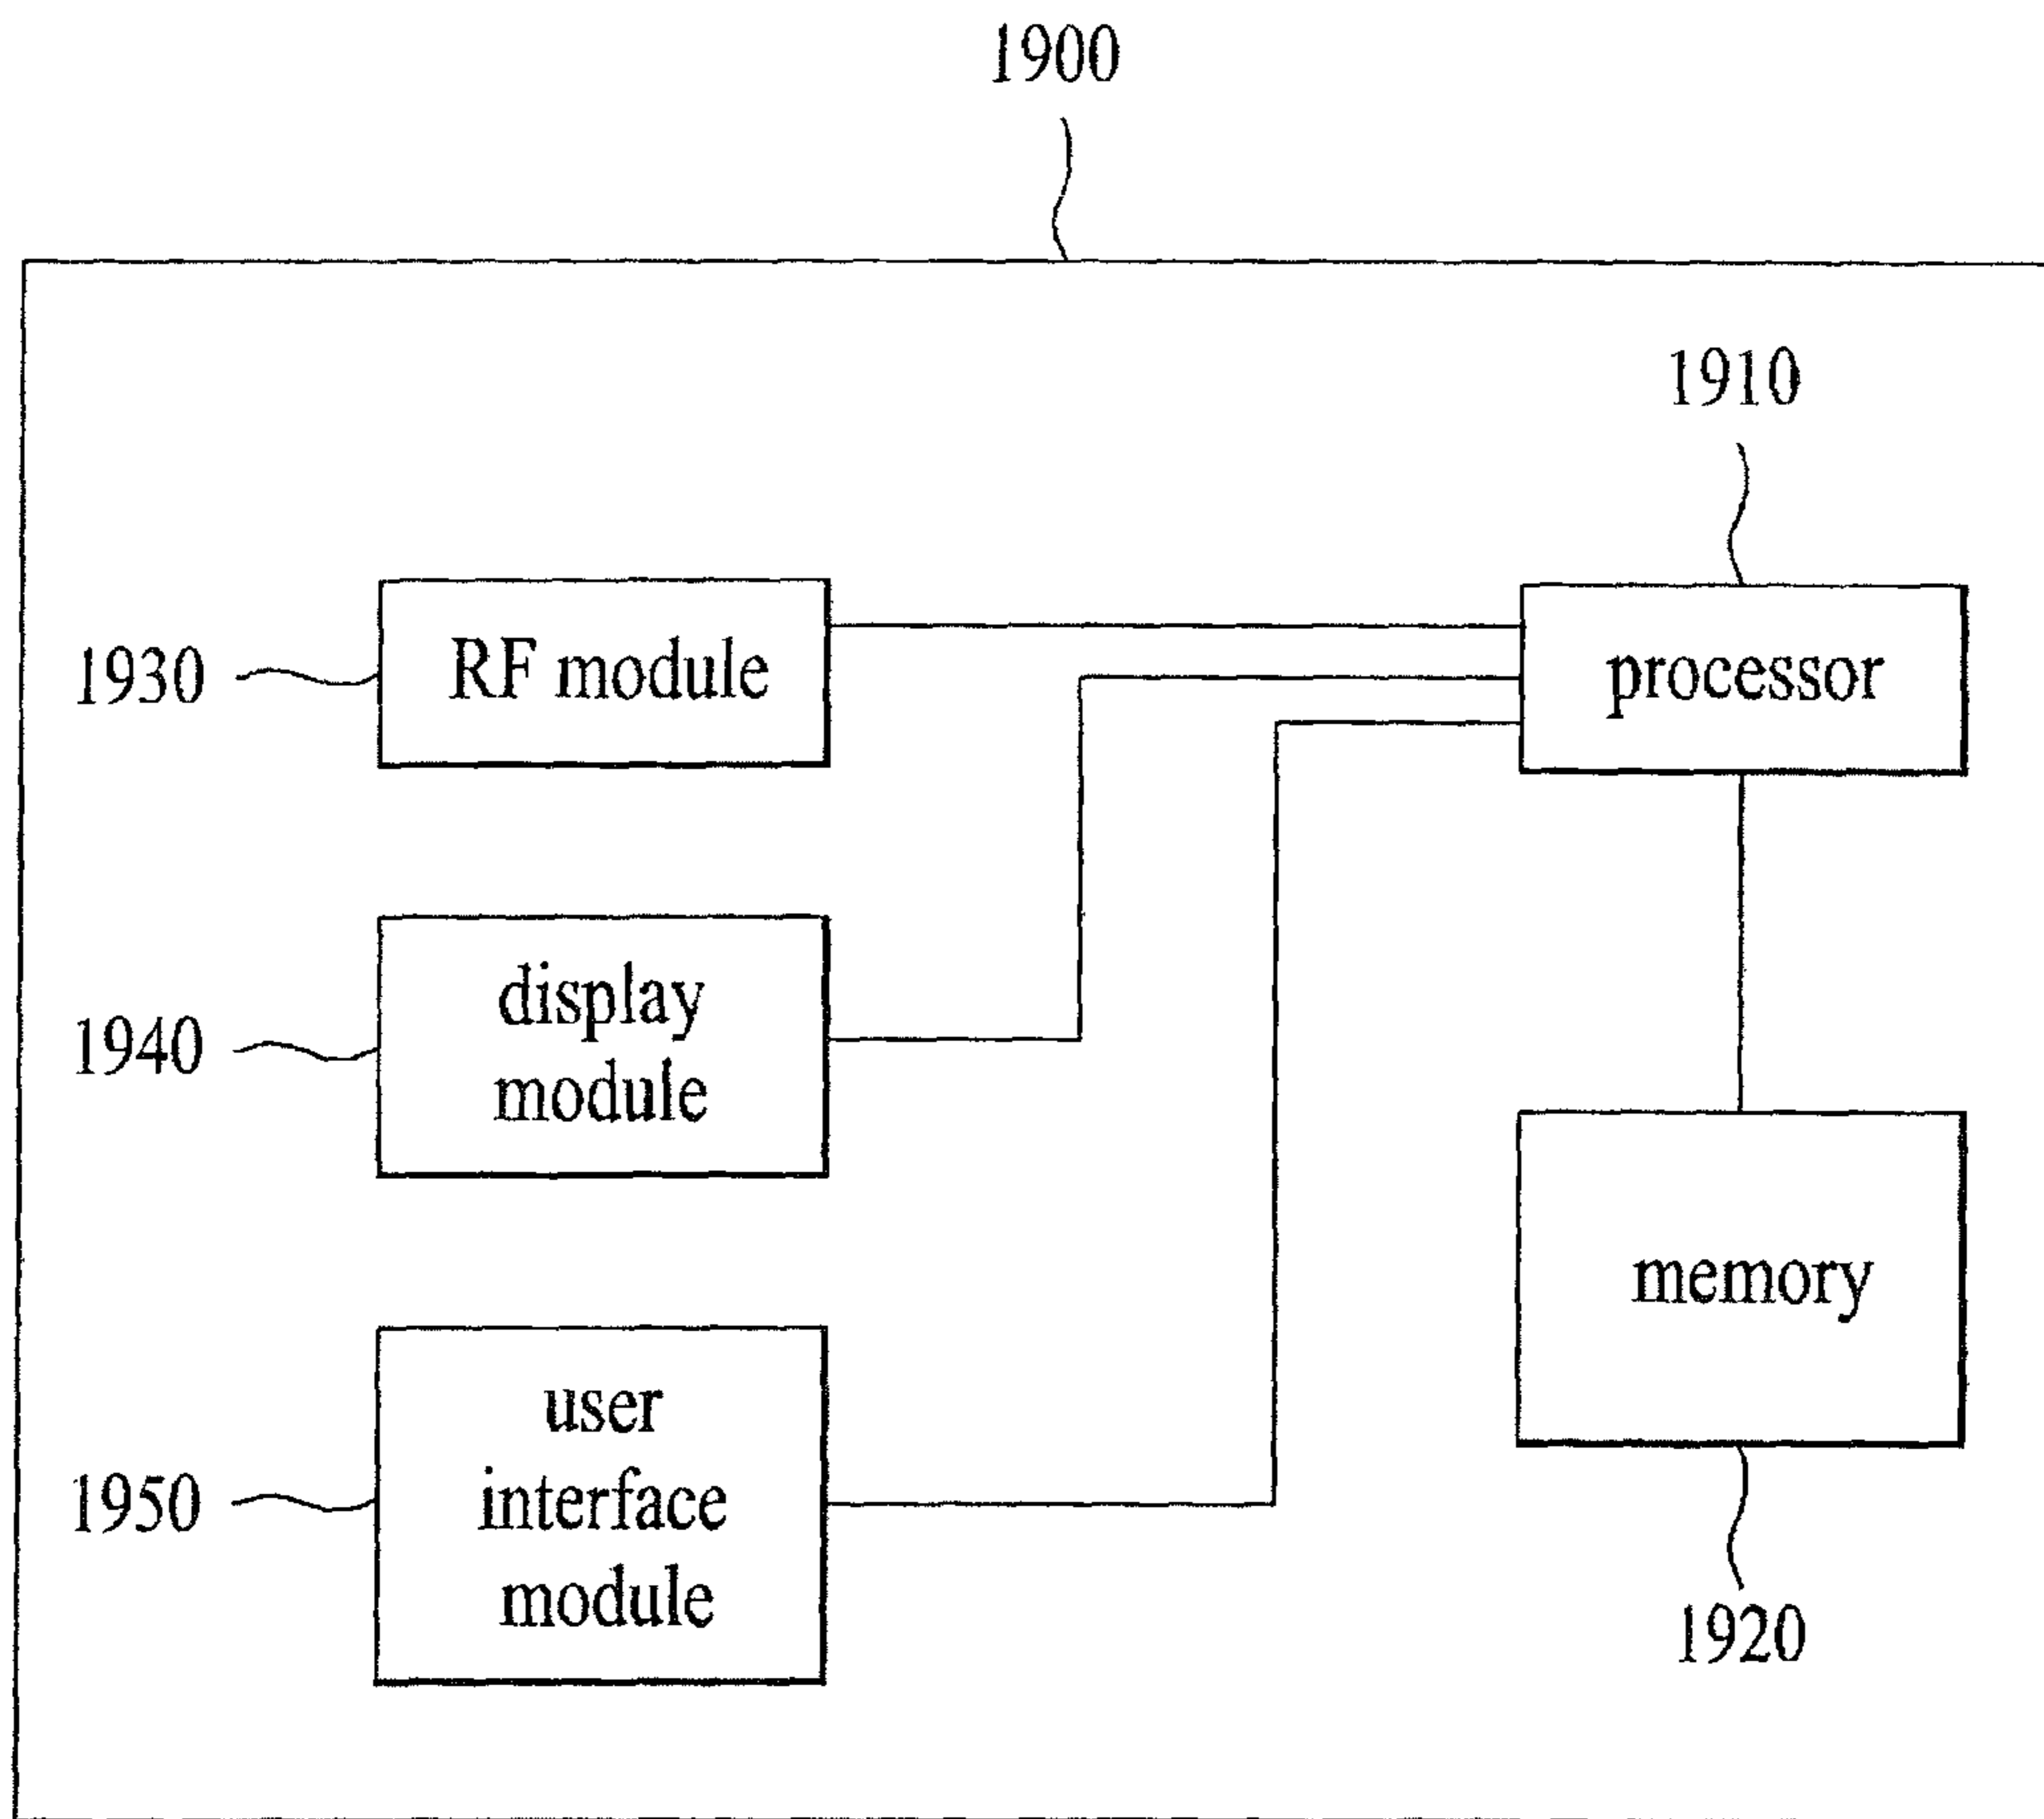 1900
1910
1930
RF module
processor
1940
display
module
memory
1950
user
interface
module
1920